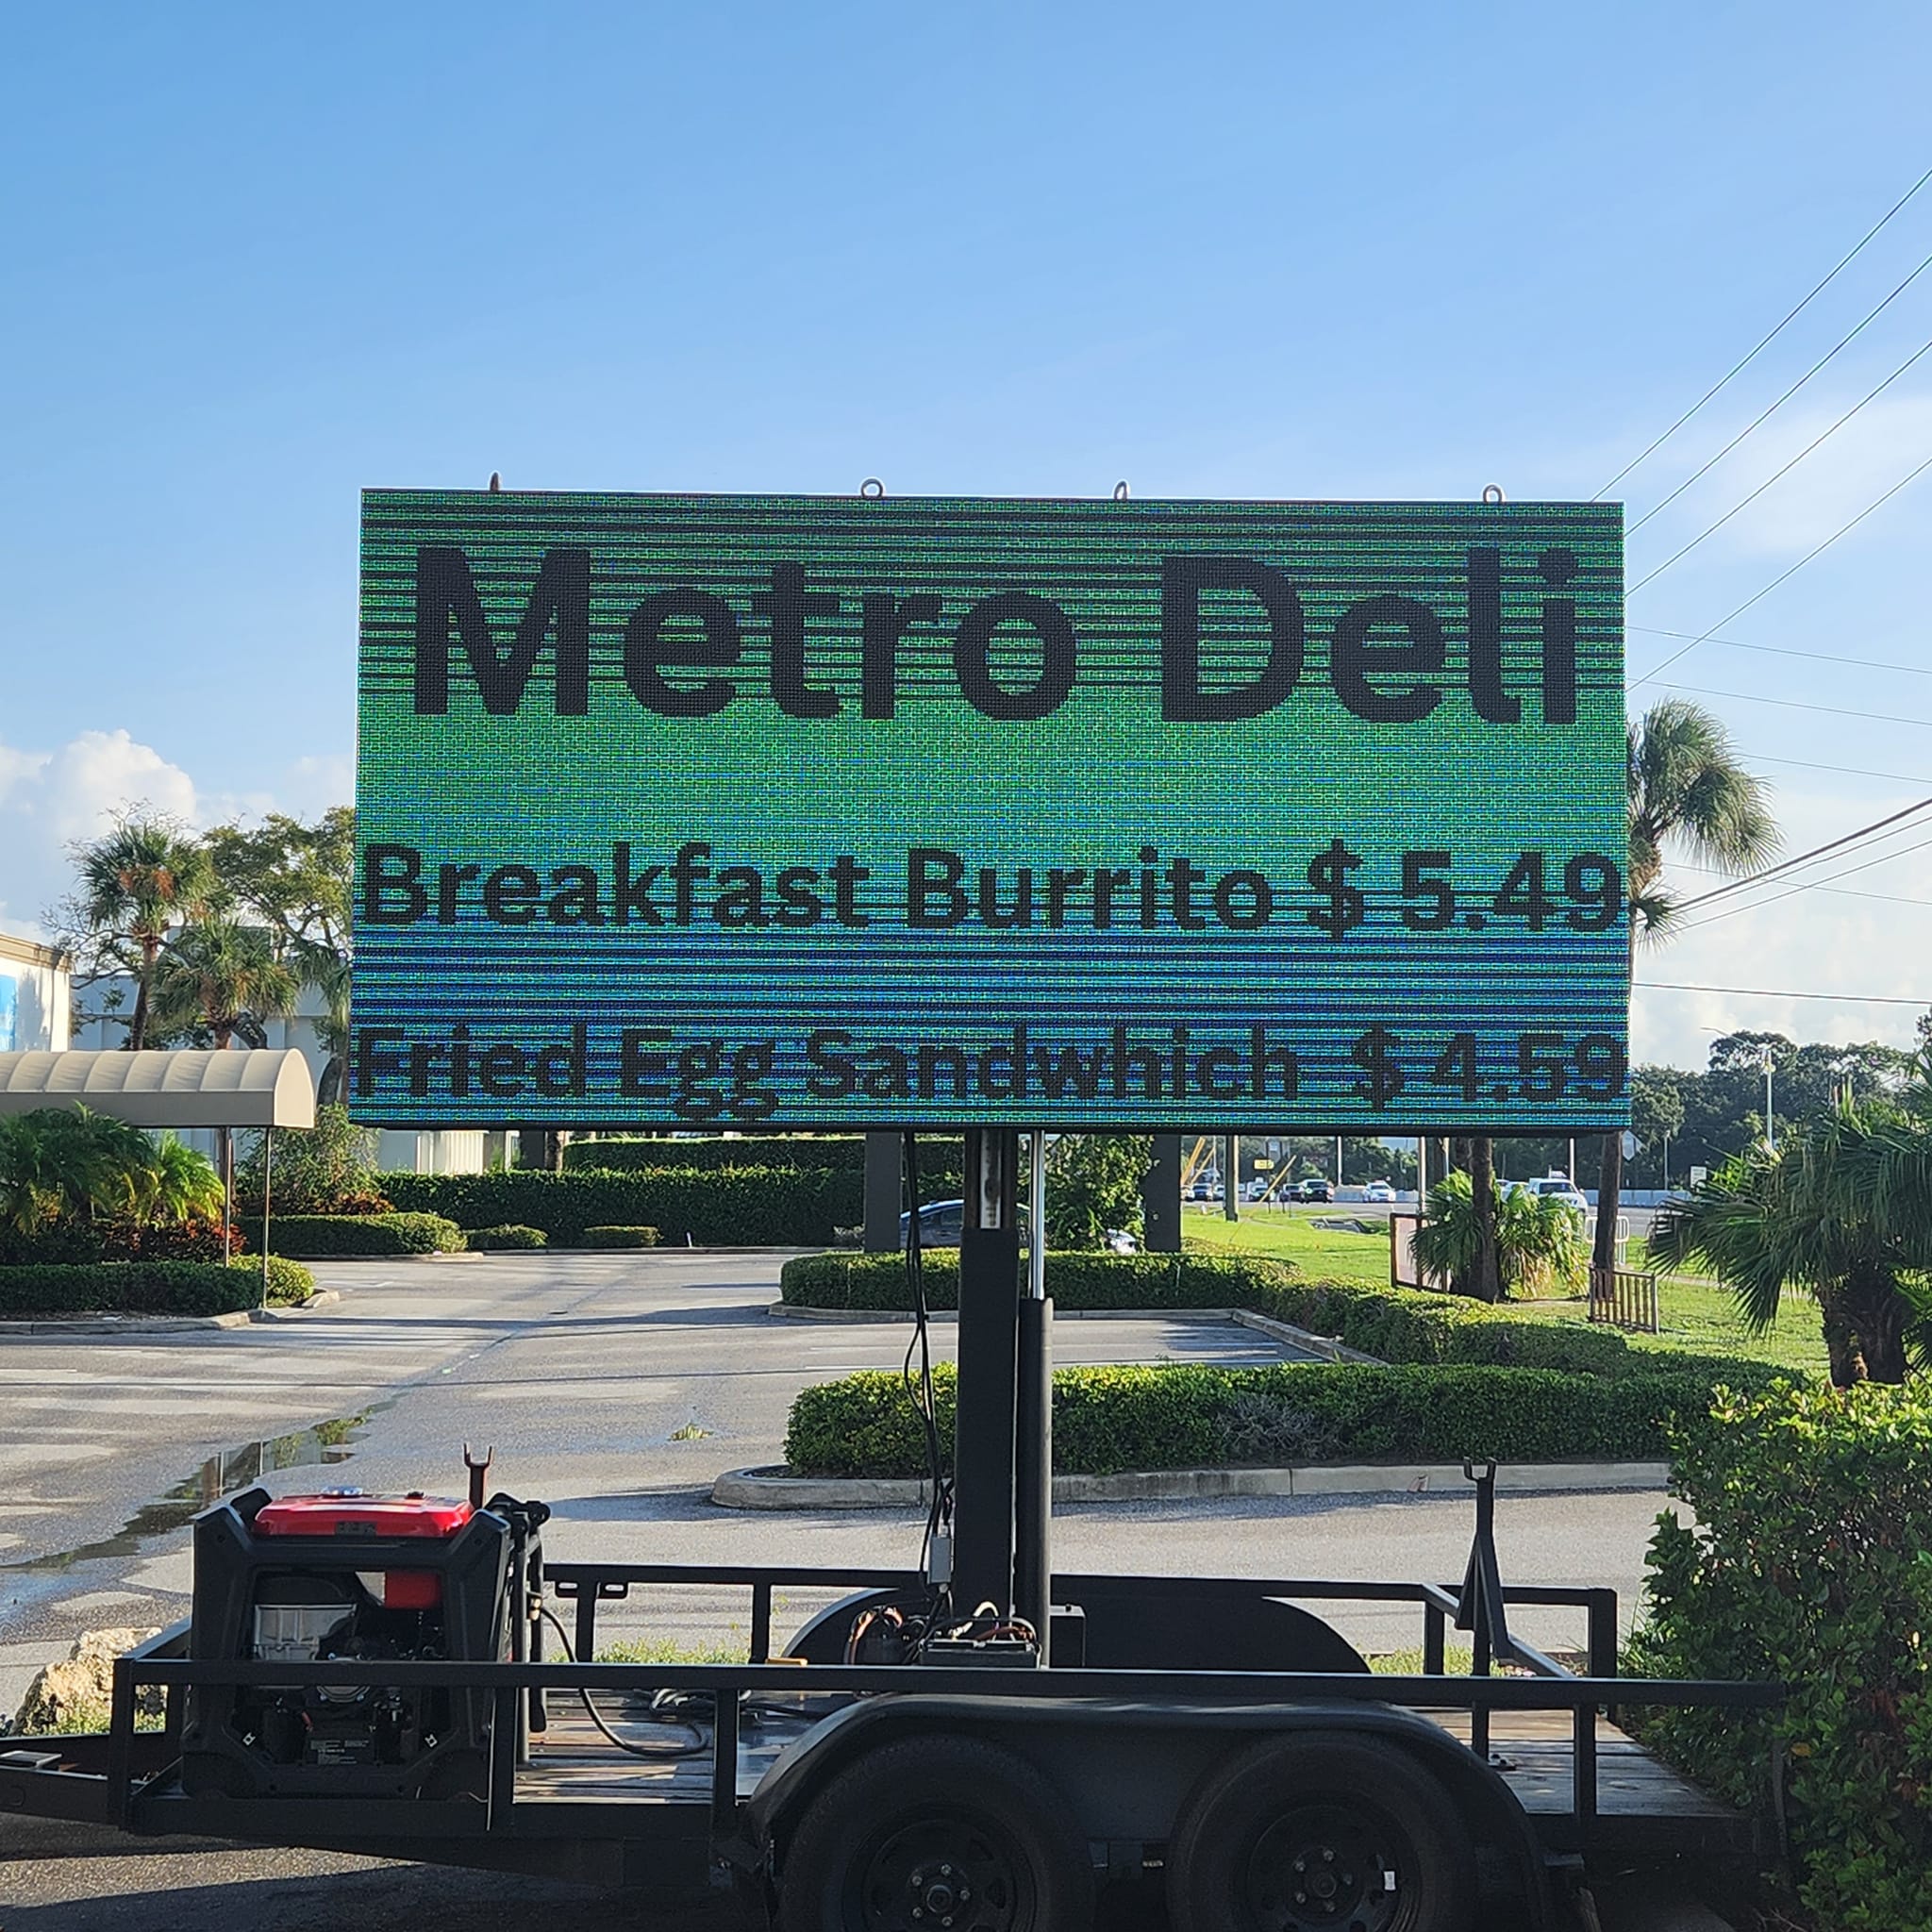 Metro Deli
Breakfast Burrito $ 5.49
Fried Egg Sandwhich $ 4.59